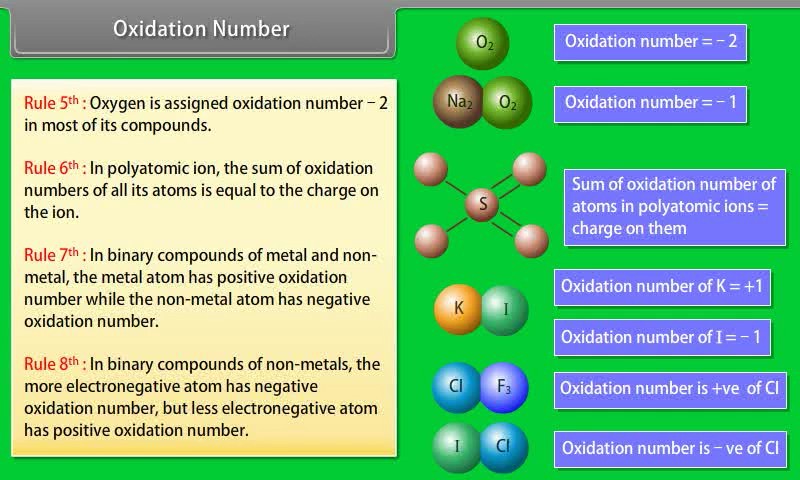 Oxidation Number
Rule 5th : Oxygen is assigned oxidation number – 2
in most of its compounds.
Rule 6th : In polyatomic ion, the sum of oxidation
numbers of all its atoms is equal to the charge on
the ion.
Rule 7th : In binary compounds of metal and non-
metal, the metal atom has positive oxidation
number while the non-metal atom has negative
oxidation number.
Rule 8th : In binary compounds of non-metals, the
more electronegative atom has negative
oxidation number, but less electronegative atom
has positive oxidation number.
O2
Oxidation number = – 2
Na2 O2
Oxidation number = – 1
S
Sum of oxidation number of
atoms in polyatomic ions =
charge on them
K I
Oxidation number of K = +1
Oxidation number of I = – 1
Cl F3
Oxidation number is +ve of Cl
I Cl
Oxidation number is – ve of Cl